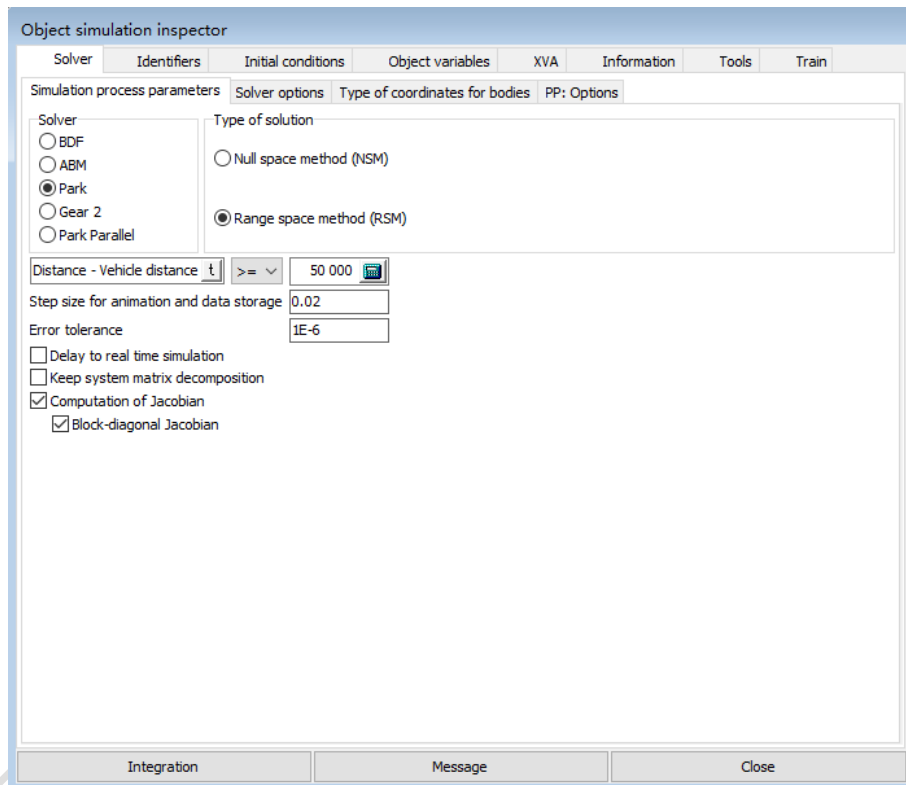 Object simulation inspector
Solver Identifiers Initial conditions Object variables XVA Information Tools Train
Simulation process parameters Solver options Type of coordinates for bodies PP: Options
Solver Type of solution
BDF
Null space method (NSM)
ABM
Park
Gear 2
Range space method (RSM)
Park Parallel
Distance - Vehicle distance t >= 50 000
Step size for animation and data storage 0.02
Error tolerance 1E-6
Delay to real time simulation
Keep system matrix decomposition
Computation of Jacobian
Block-diagonal Jacobian
Integration Message Close